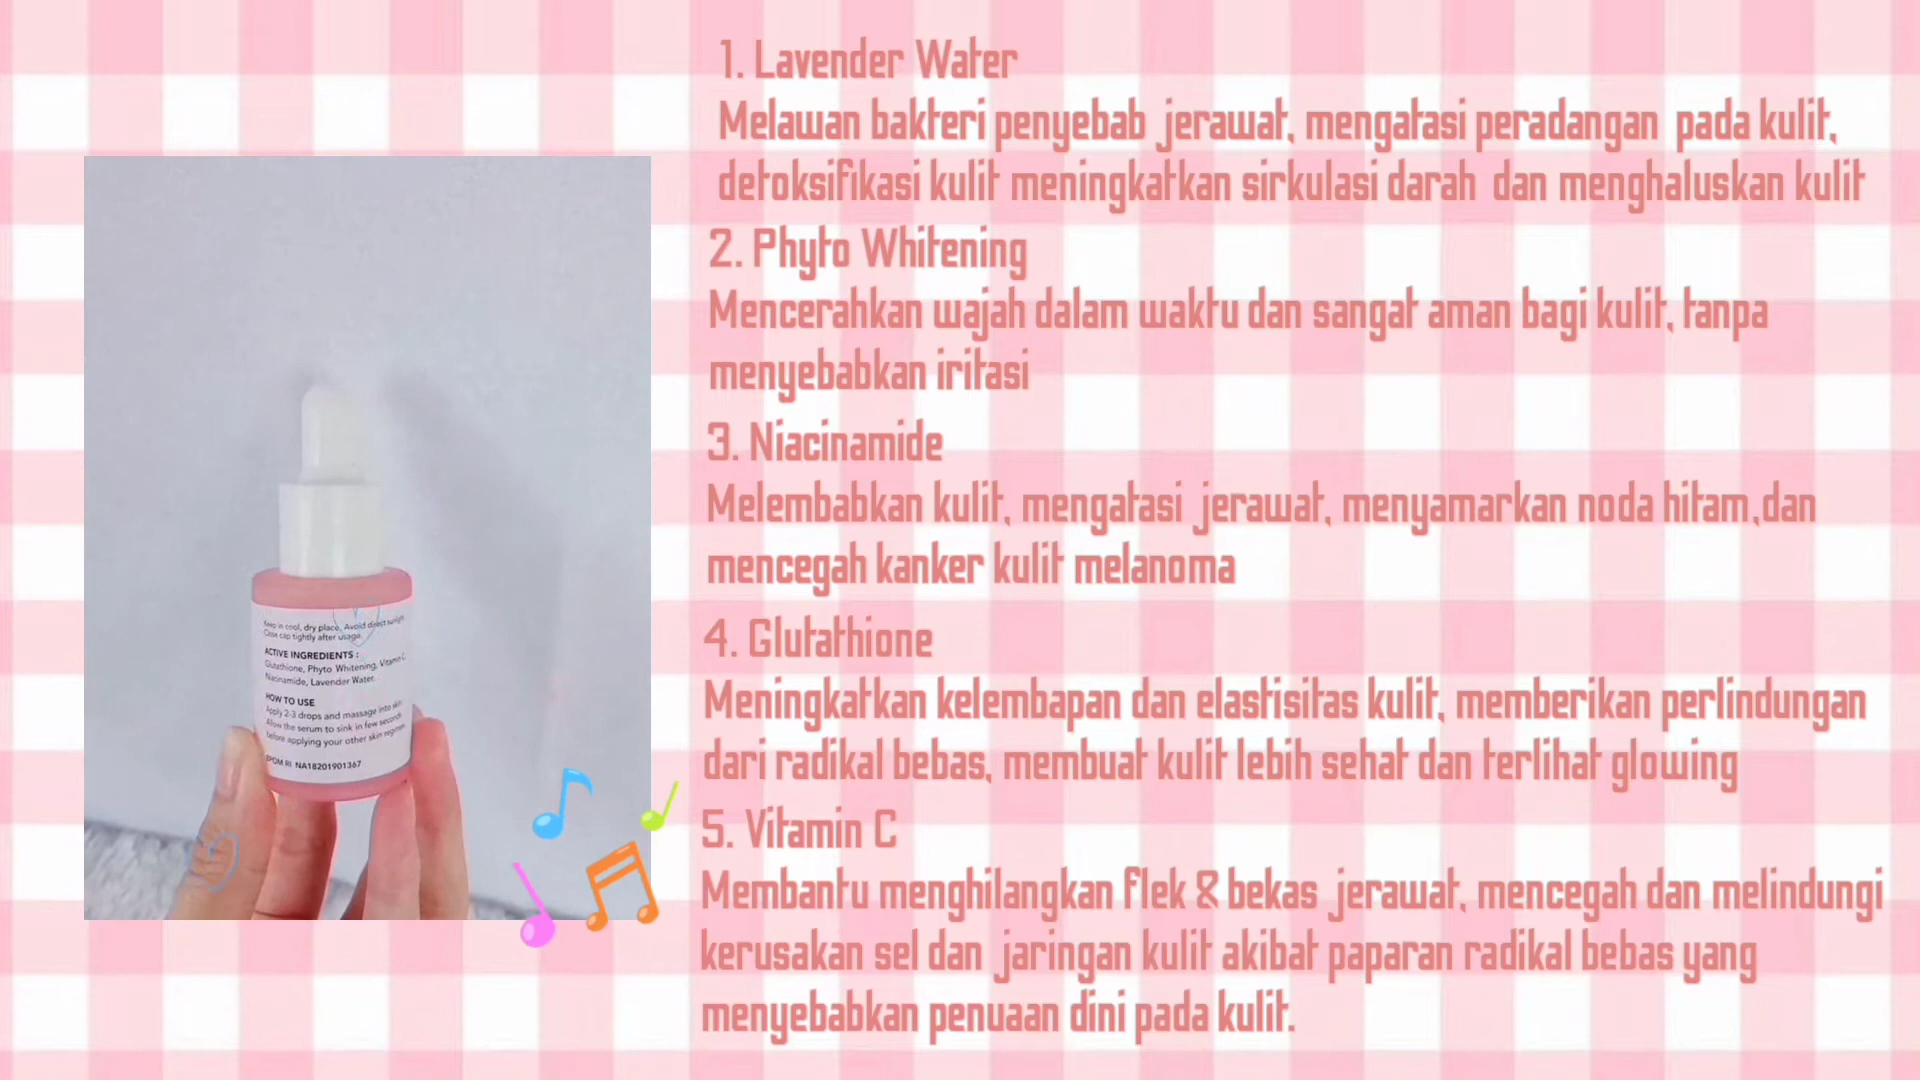 1. Lavender Water
Melawan bakteri penyebab jerawat, mengatasi peradangan pada kulit,
detoksifikasi kulit meningkatkan sirkulasi darah dan menghaluskan kulit
2. Phyto Whitening
Mencerahkan wajah dalam waktu dan sangat aman bagi kulit, tanpa
menyebabkan iritasi
3. Niacinamide
Melembabkan kulit, mengatasi jerawat, menyamarkan noda hitam,dan
mencegah kanker kulit melanoma
4. Glutathione
Meningkatkan kelembapan dan elastisitas kulit, memberikan perlindungan
dari radikal bebas, membuat kulit lebih sehat dan terlihat glowing
5. Vitamin C
Membantu menghilangkan flek & bekas jerawat, mencegah dan melindungi
kerusakan sel dan jaringan kulit akibat paparan radikal bebas yang
menyebabkan penuaan dini pada kulit.
Keep in cool, dry place. Avoid direct sunlight
Close cap tightly after usage.
ACTIVE INGREDIENTS :
Glutathione, Phyto Whitening, Vitamin C,
Niacinamide, Lavender Water.
HOW TO USE
Apply 2-3 drops and massage into skin
Allow the serum to sink in few seconds
before applying your other skin regimen
BPOM RI NA18201901367